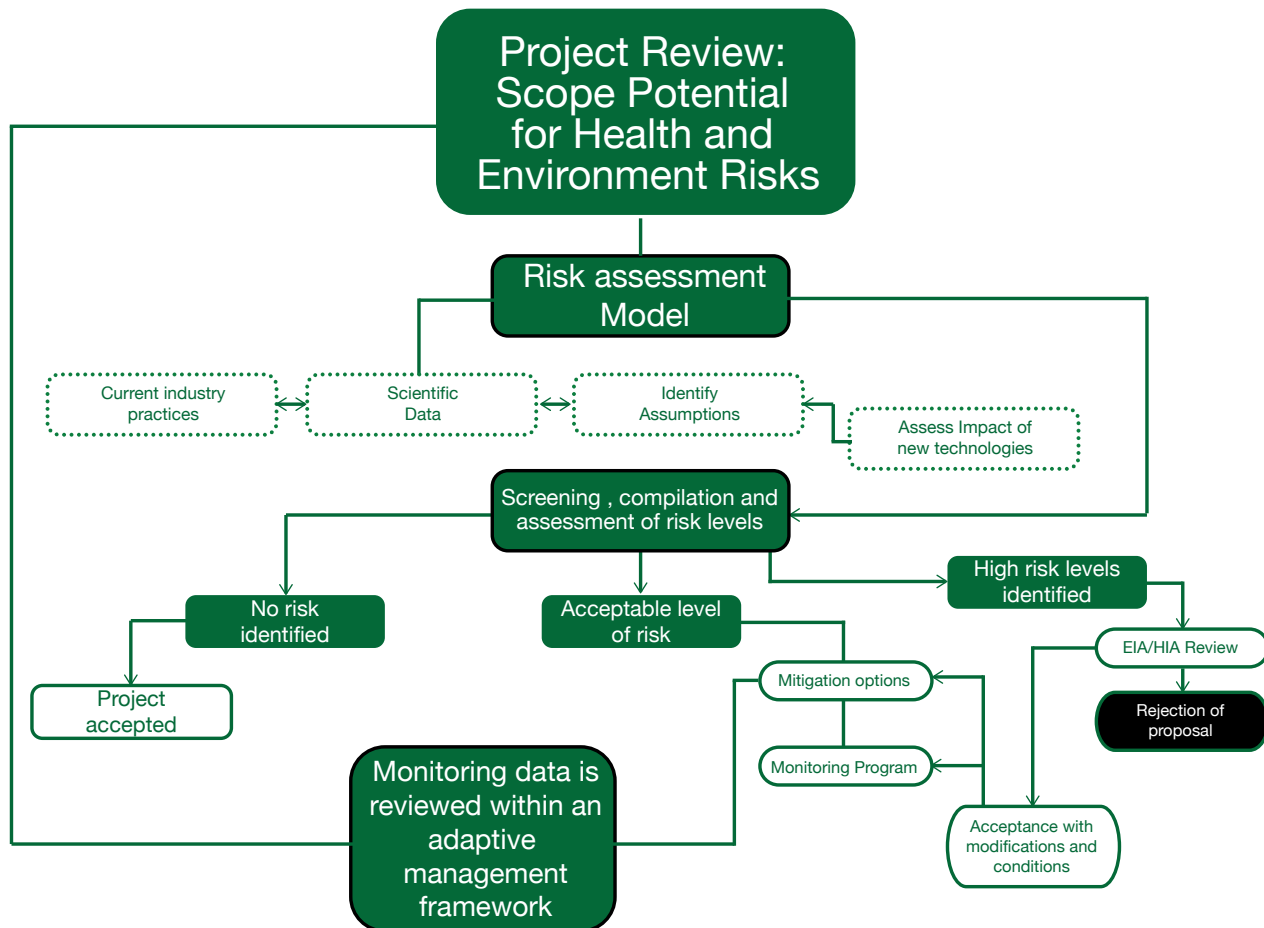 Project Review:
Scope Potential
for Health and
Environment Risks
Risk assessment
Model
Current industry
practices
Scientific
Data
Identify
Assumptions
Assess Impact of
new technologies
Screening , compilation and
assessment of risk levels
High risk levels
identified
No risk
identified
Acceptable level
of risk
EIA/HIA Review
Mitigation options
Project
accepted
Rejection of
proposal
Monitoring Program
Monitoring data is
reviewed within an
adaptive
management
framework
Acceptance with
modifications and
conditions